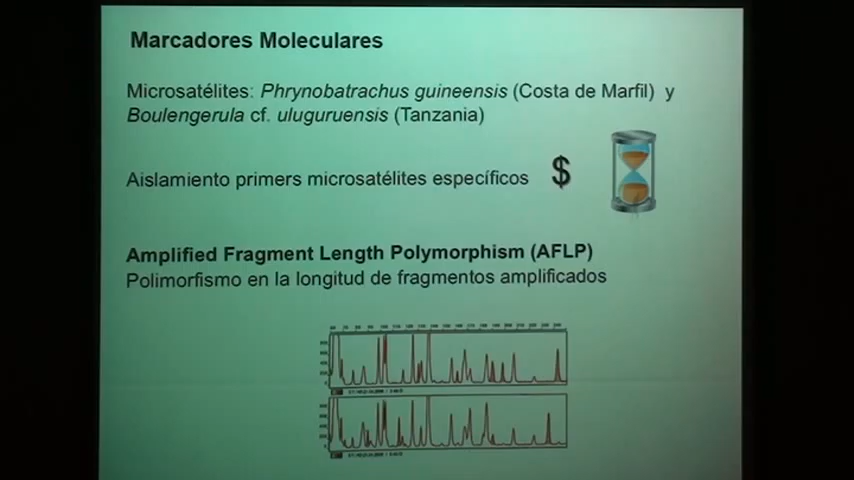 Marcadores Moleculares
Microsatélites: Phrynobatrachus guineensis (Costa de Marfil) y
Boulengerula cf. uluguruensis (Tanzania)
Aislamiento primers microsatélites específicos $
Amplified Fragment Length Polymorphism (AFLP)
Polimorfismo en la longitud de fragmentos amplificados